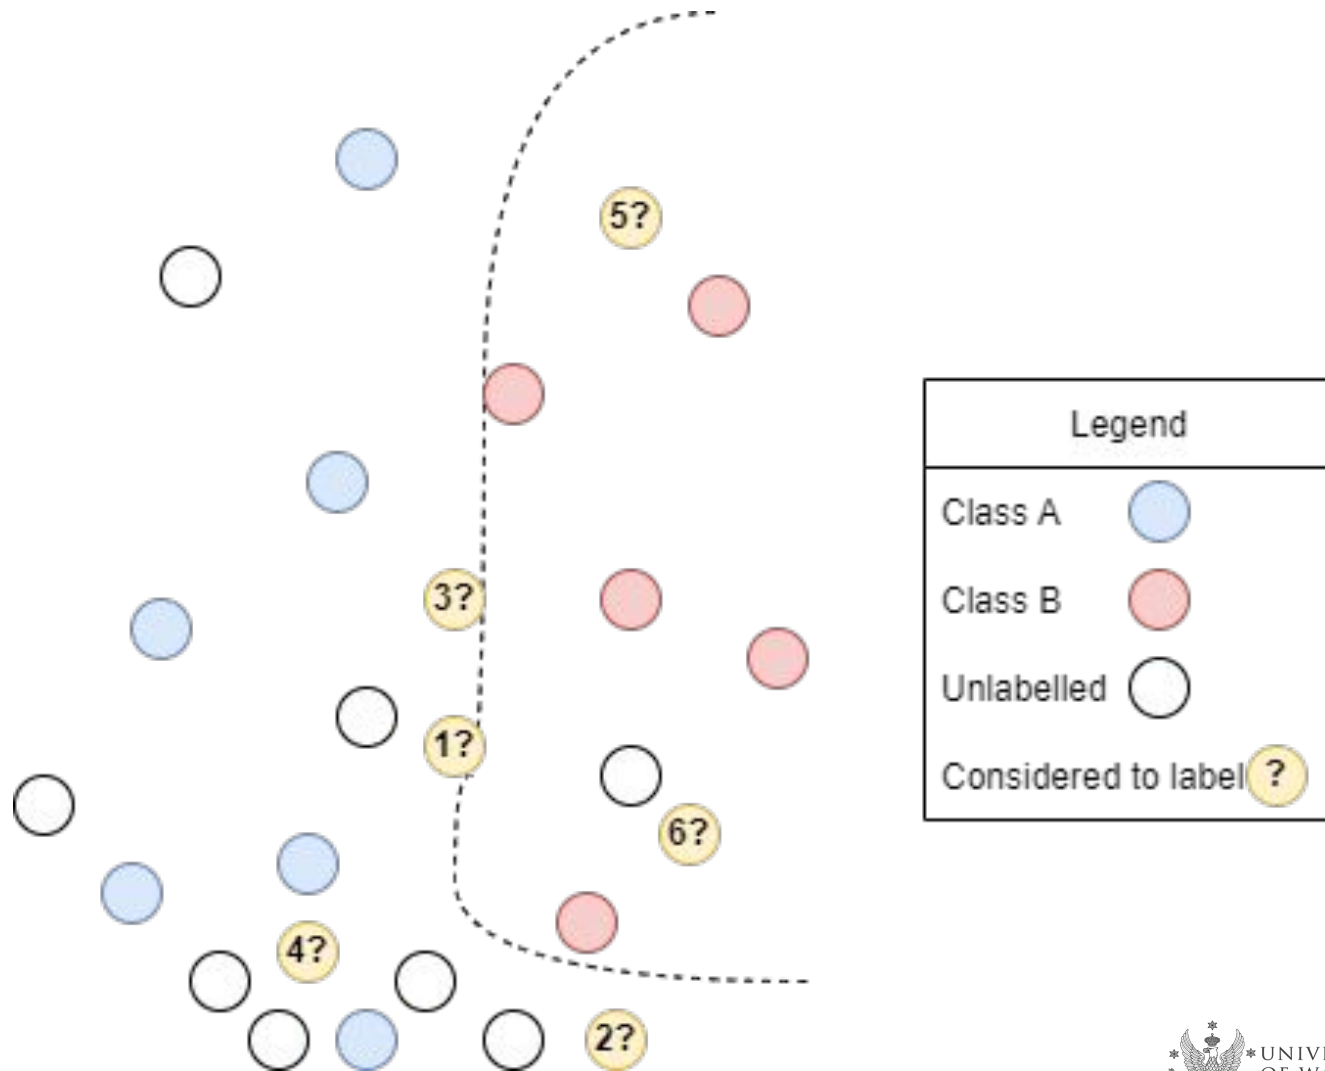 5?
Legend
Class A
3?
Class B
Unlabelled
1?
Considered to label ?
6?
4?
2?